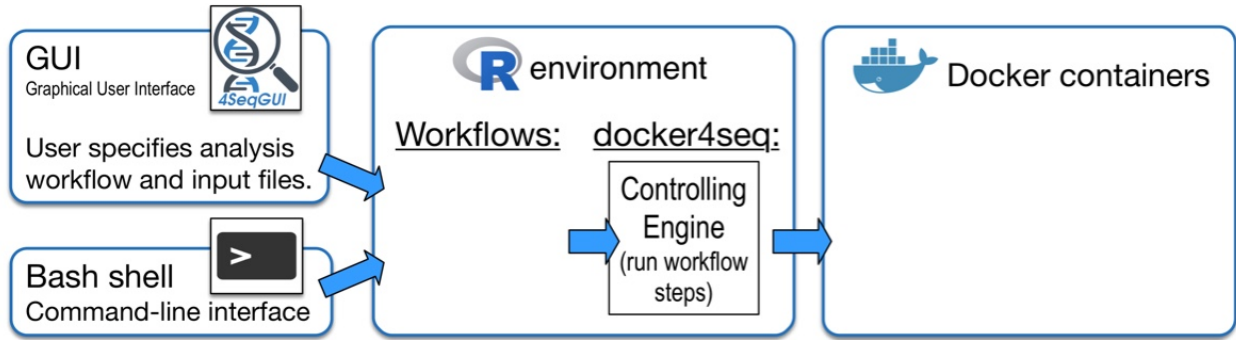 GUI
Graphical User Interface
4SeqGUI
User specifies analysis
workflow and input files.
>
Bash shell
Command-line interface
R environment
Workflows:
docker4seq:
Controlling
Engine
(run workflow
steps)
Docker containers